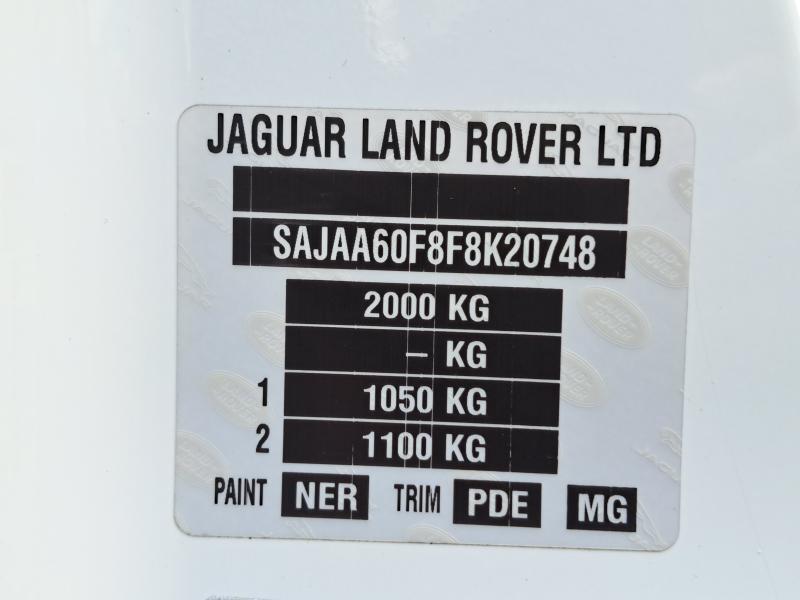 JAGUAR LAND ROVER LTD
SAJAA60F8F8K20748
2000 KG
– KG
1 1050 KG
2 1100 KG
PAINT NER TRIM PDE MG